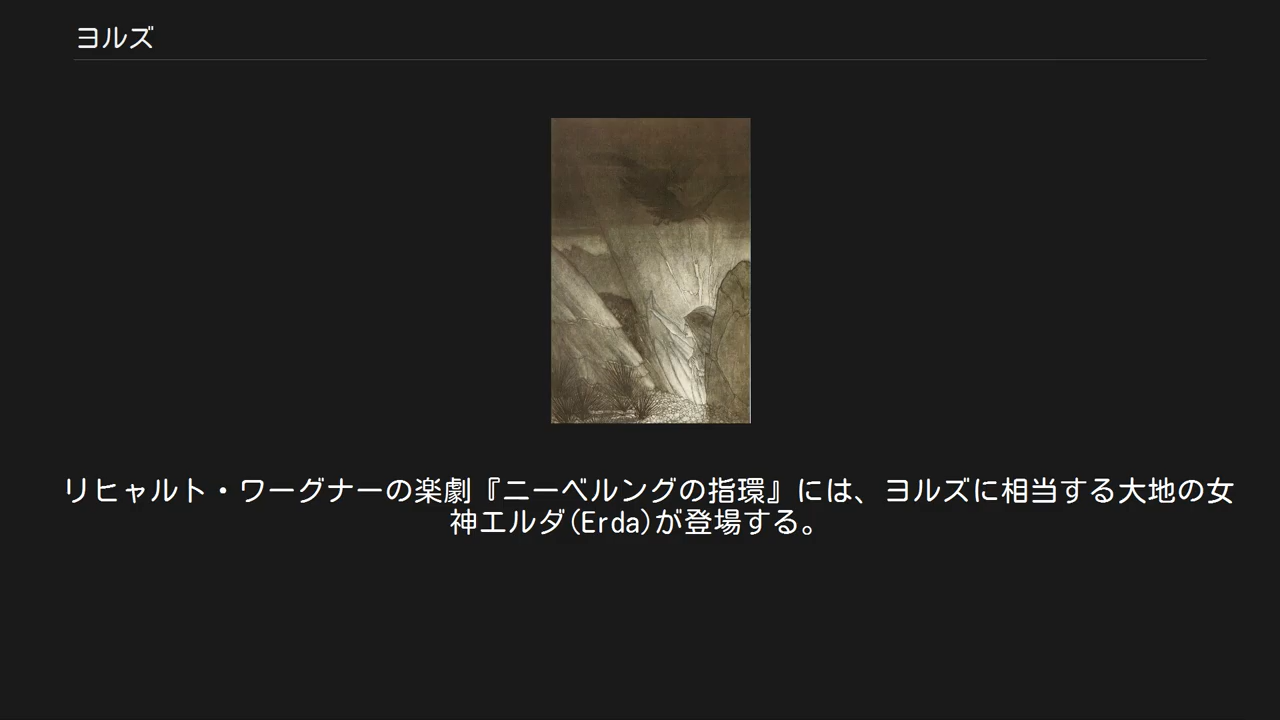 ヨルズ
リヒャルト・ワーグナーの楽劇『ニーベルングの指環』には、ヨルズに相当する大地の女
神エルダ(Erda)が登場する。